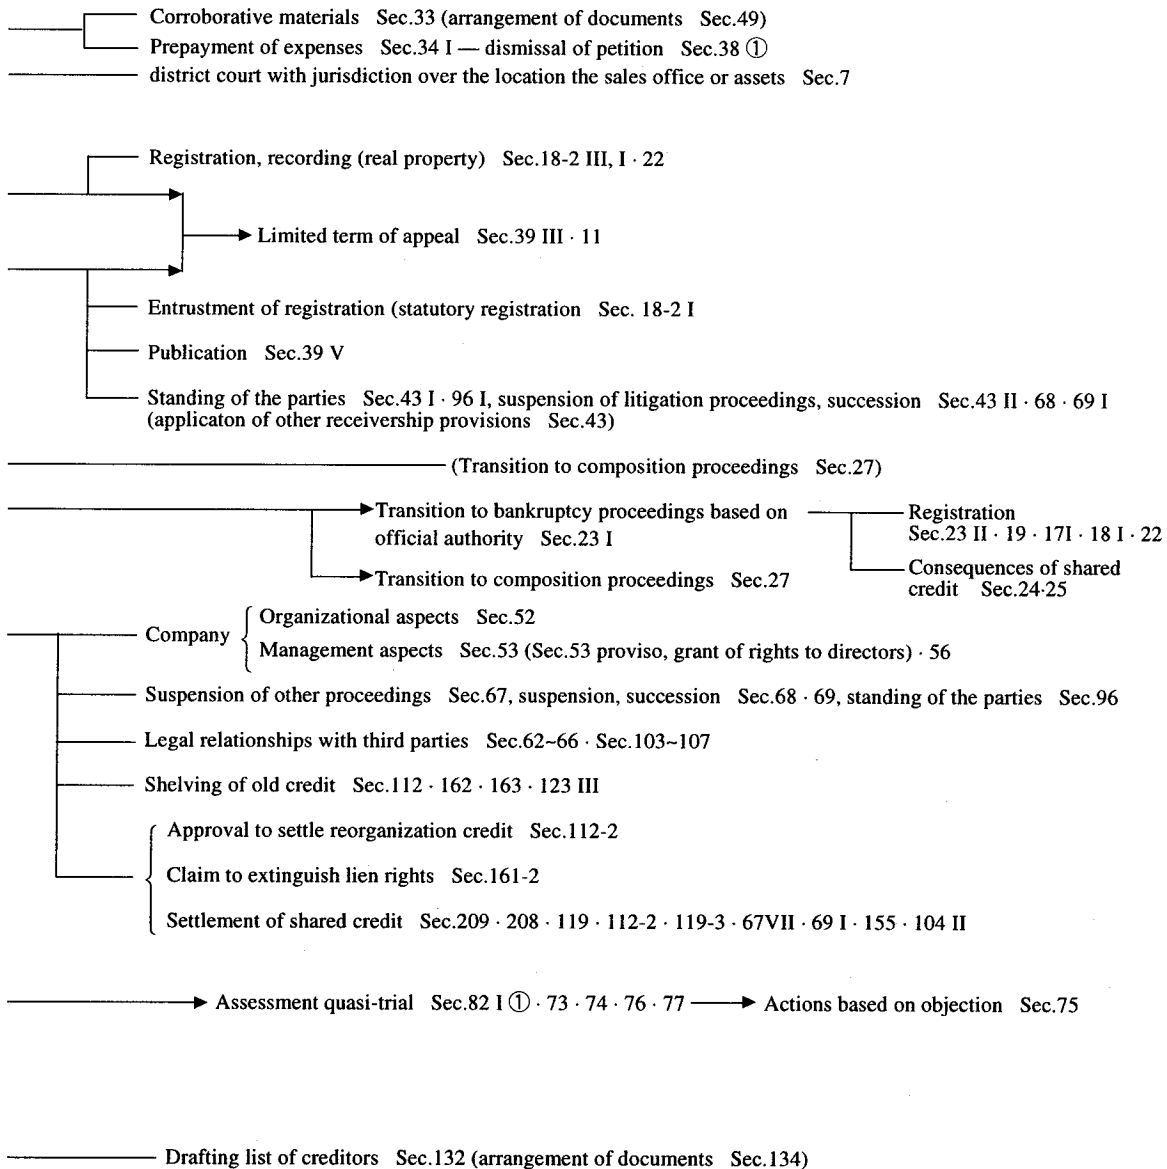 Corroborative materials Sec.33 (arrangement of documents Sec.49)
Prepayment of expenses Sec.34 I — dismissal of petition Sec.38 ①
district court with jurisdiction over the location the sales office or assets Sec.7
Registration, recording (real property) Sec.18-2 III, I · 22
Limited term of appeal Sec.39 III · 11
Entrustment of registration (statutory registration Sec. 18-2 I
Publication Sec.39 V
Standing of the parties Sec.43 I · 96 I, suspension of litigation proceedings, succession Sec.43 II · 68 · 69 I
(applicaton of other receivership provisions Sec.43)
(Transition to composition proceedings Sec.27)
Transition to bankruptcy proceedings based on
official authority Sec.23 I
Registration
Sec.23 II · 19 · 17I · 18 I · 22
Transition to composition proceedings Sec.27
Consequences of shared
credit Sec.24·25
Company
Organizational aspects Sec.52
Management aspects Sec.53 (Sec.53 proviso, grant of rights to directors) · 56
Suspension of other proceedings Sec.67, suspension, succession Sec.68 · 69, standing of the parties Sec.96
Legal relationships with third parties Sec.62~66 · Sec.103~107
Shelving of old credit Sec.112 · 162 · 163 · 123 III
Approval to settle reorganization credit Sec.112-2
Claim to extinguish lien rights Sec.161-2
Settlement of shared credit Sec.209 · 208 · 119 · 112-2 · 119-3 · 67VII · 69 I · 155 · 104 II
Assessment quasi-trial Sec.82 I ① · 73 · 74 · 76 · 77
Actions based on objection Sec.75
Drafting list of creditors Sec.132 (arrangement of documents Sec.134)